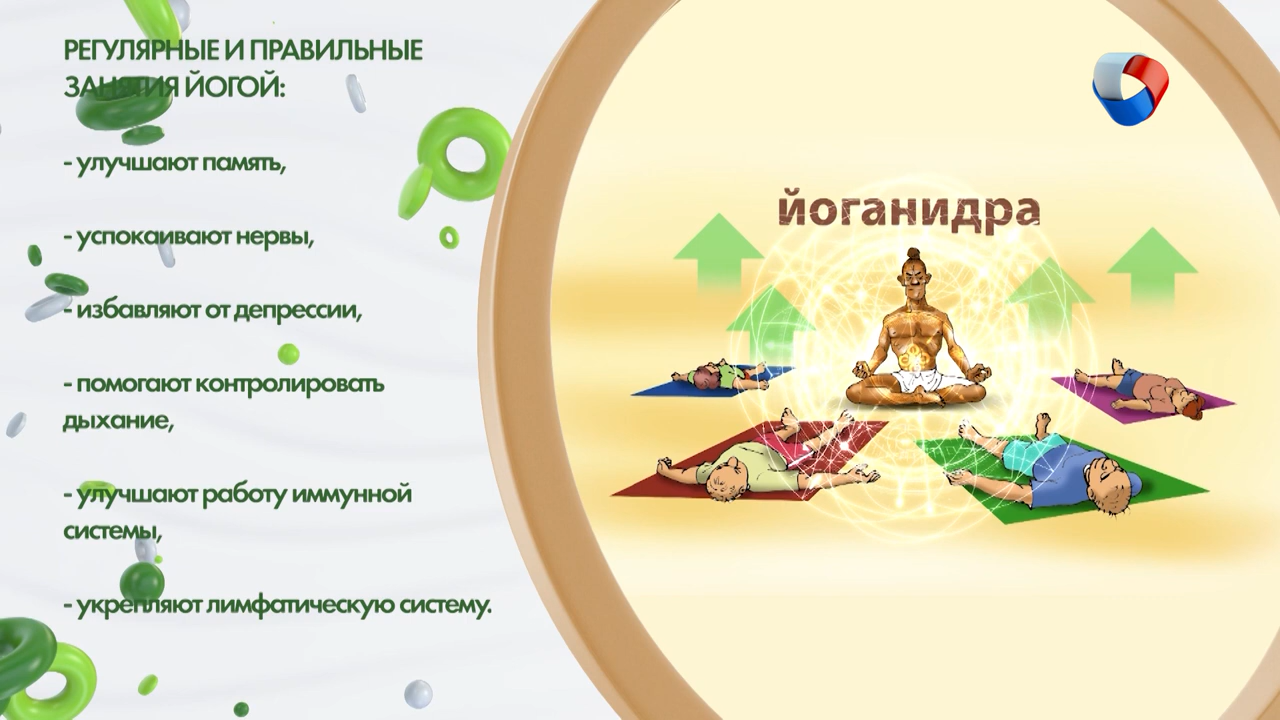 РЕГУЛЯРНЫЕ И ПРАВИЛЬНЫЕ
ЗАНЯТИЯ ЙОГОЙ:
- улучшают память,
- успокаивают нервы,
- избавляют от депрессии,
- помогают контролировать
дыхание,
- улучшают работу иммунной
системы,
- укрепляют лимфатическую систему.
йоганидра